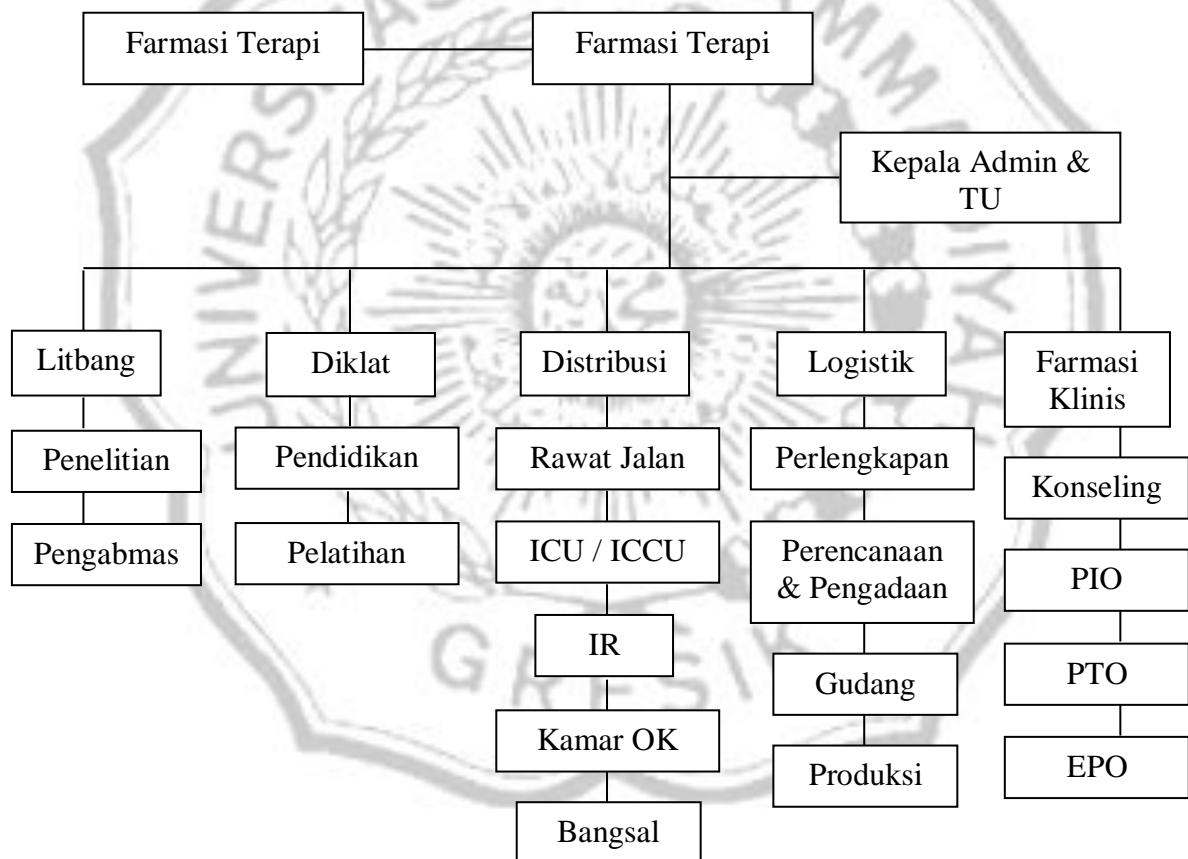 Farmasi Terapi
Farmasi Terapi
Kepala Admin &
TU
Litbang
Diklat
Distribusi
Logistik
Farmasi
Klinis
Penelitian
Pendidikan
Rawat Jalan
Perlengkapan
Konseling
Pengabmas
Pelatihan
ICU / ICCU
Perencanaan
& Pengadaan
PIO
IR
Gudang
PTO
Kamar OK
Produksi
EPO
Bangsal
GRESIK